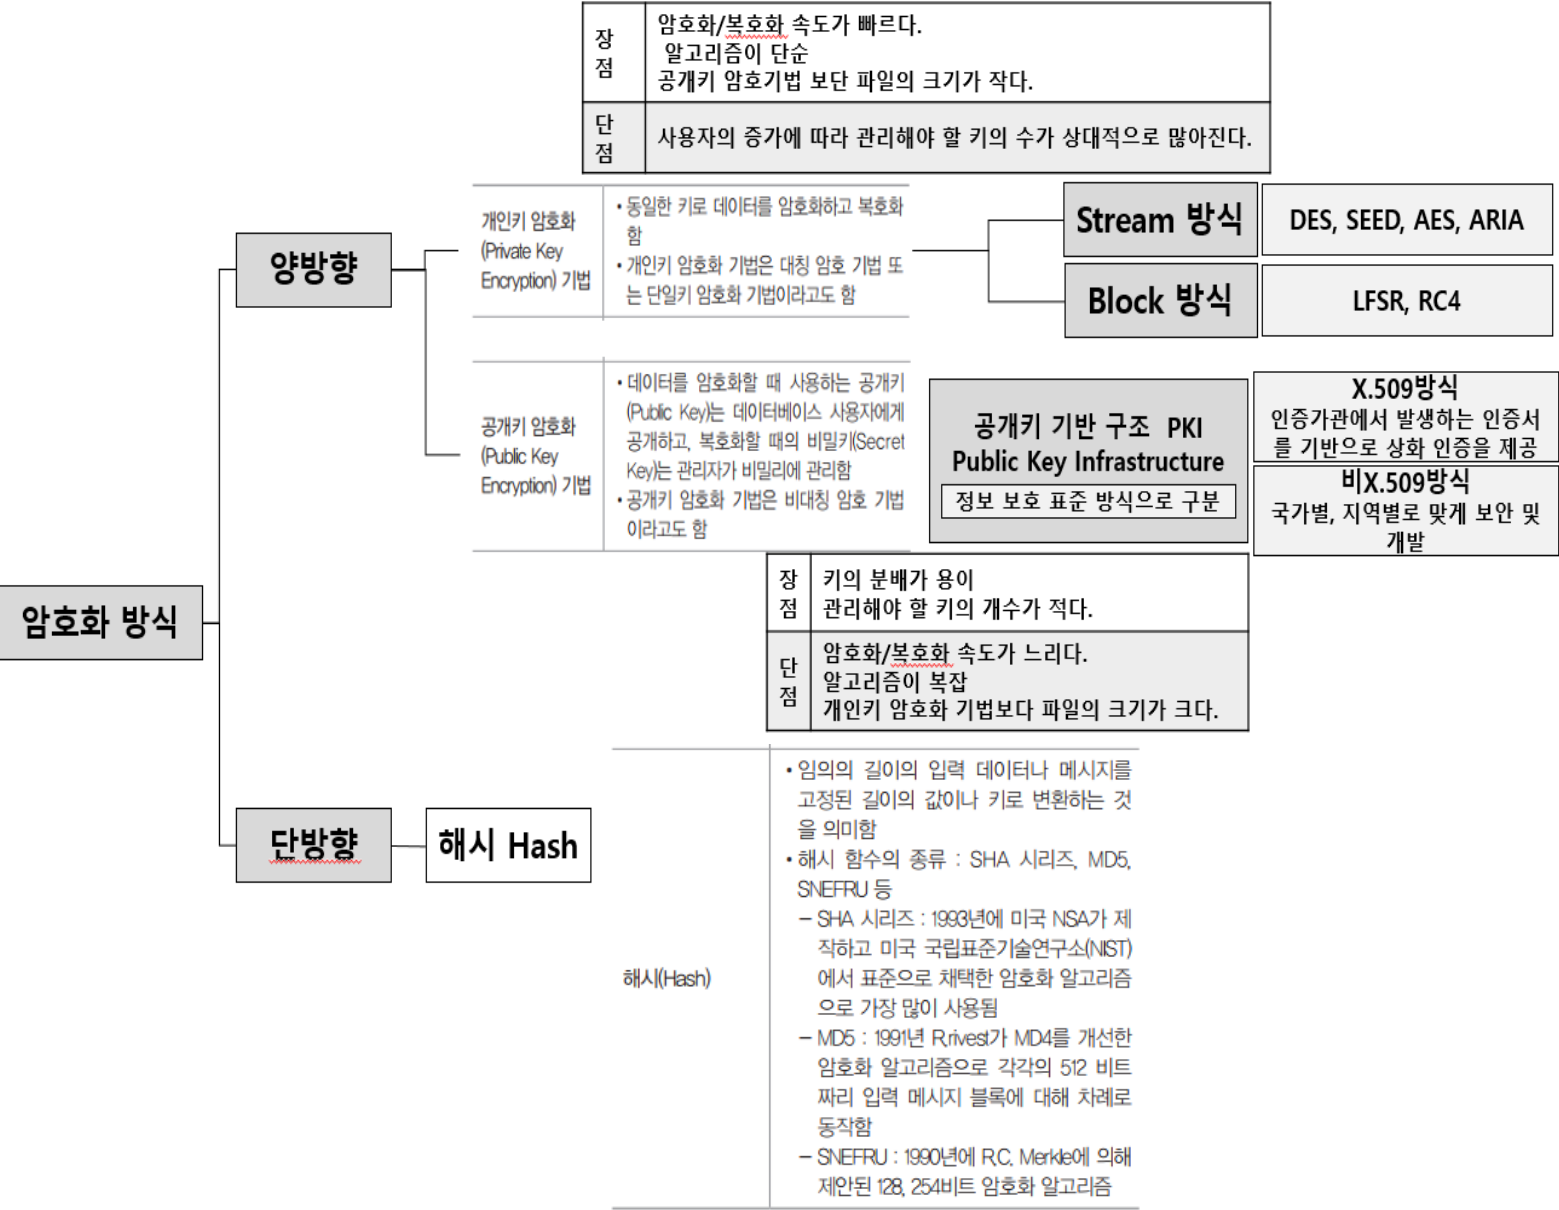 장
점
암호화/복호화 속도가 빠르다.
알고리즘이 단순
공개키 암호기법 보단 파일의 크기가 작다.
단
점
사용자의 증가에 따라 관리해야 할 키의 수가 상대적으로 많아진다.
양방향
개인키 암호화
(Private Key
Encryption) 기법
• 동일한 키로 데이터를 암호화하고 복호화
함
• 개인키 암호화 기법은 대칭 암호 기법 또
는 단일키 암호화 기법이라고도 함
Stream 방식
DES, SEED, AES, ARIA
Block 방식
LFSR, RC4
공개키 암호화
(Public Key
Encryption) 기법
• 데이터를 암호화할 때 사용하는 공개키
(Public Key)는 데이터베이스 사용자에게
공개하고, 복호화할 때의 비밀키(Secret
Key)는 관리자가 비밀리에 관리함
• 공개키 암호화 기법은 비대칭 암호 기법
이라고도 함
공개키 기반 구조 PKI
Public Key Infrastructure
정보 보호 표준 방식으로 구분
X.509방식
인증가관에서 발생하는 인증서
를 기반으로 상화 인증을 제공
비X.509방식
국가별, 지역별로 맞게 보안 및
개발
장
점
키의 분배가 용이
관리해야 할 키의 개수가 적다.
단
점
암호화/복호화 속도가 느리다.
알고리즘이 복잡
개인키 암호화 기법보다 파일의 크기가 크다.
암호화 방식
단방향
해시 Hash
해시(Hash)
• 임의의 길이의 입력 데이터나 메시지를
고정된 길이의 값이나 키로 변환하는 것
을 의미함
• 해시 함수의 종류 : SHA 시리즈, MD5,
SNEFRU 등
– SHA 시리즈 : 1993년에 미국 NSA가 제
작하고 미국 국립표준기술연구소(NIST)
에서 표준으로 채택한 암호화 알고리즘
으로 가장 많이 사용됨
– MD5 : 1991년 R.rivest가 MD4를 개선한
암호화 알고리즘으로 각각의 512 비트
짜리 입력 메시지 블록에 대해 차례로
동작함
– SNEFRU : 1990년에 R.C. Merkle에 의해
제안된 128, 254비트 암호화 알고리즘